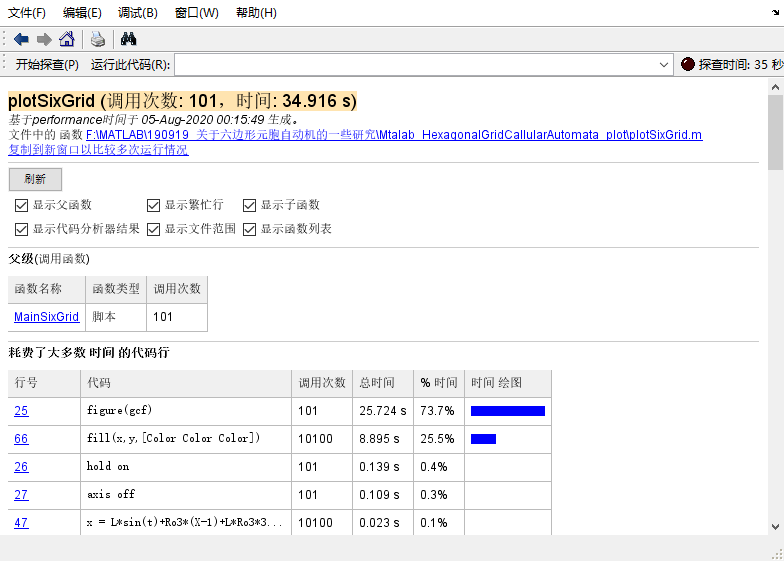 文件(F) 编辑(E) 调试(B) 窗口(W) 帮助(H)
开始探查(P) 运行此代码(R): 探查时间: 35 秒
plotSixGrid (调用次数: 101，时间: 34.916 s)
基于performance时间于 05-Aug-2020 00:15:49 生成。
文件中的 函数 F:\MATLAB\190919_关于六边形元胞自动机的一些研究\Mtalab_HexagonalGridCallularAutomata_plot\plotSixGrid.m
复制到新窗口以比较多次运行情况
刷新
显示父函数 显示繁忙行 显示子函数
显示代码分析器结果 显示文件范围 显示函数列表
父级(调用函数)
函数名称 函数类型 调用次数
MainSixGrid 脚本 101
耗费了大多数 时间 的代码行
行号 代码 调用次数 总时间 % 时间 时间 绘图
25 figure(gcf) 101 25.724 s 73.7%
66 fill(x,y,[Color Color Color]) 10100 8.895 s 25.5%
26 hold on 101 0.139 s 0.4%
27 axis off 101 0.109 s 0.3%
47 x = L*sin(t)+Ro3*(X-1)+L*Ro3*3... 10100 0.023 s 0.1%